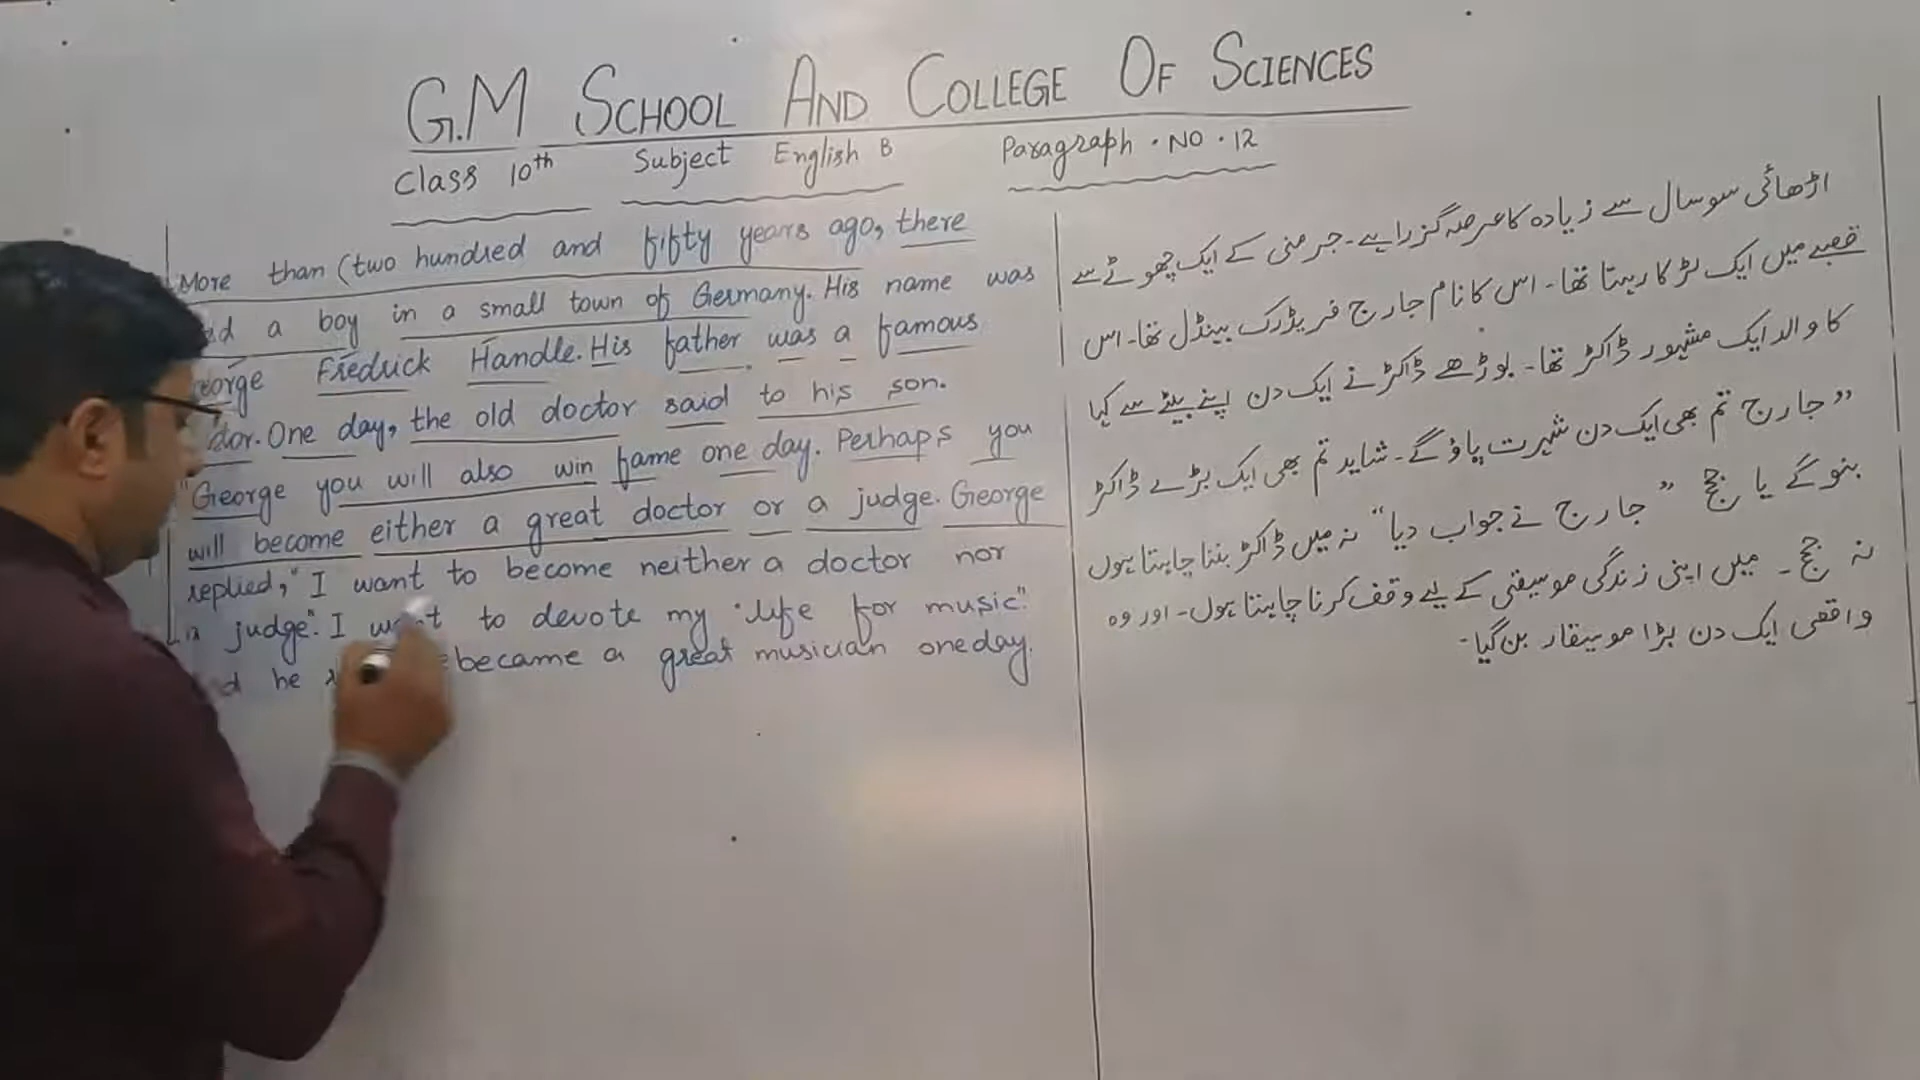 G.M SCHOOL AND COLLEGE OF SCIENCES
Class 10th Subject English B Paragraph . NO . 12
More than (two hundred and fifty years ago, there
a boy in a small town of Germany. His name was
Fredrick Handle. His father was a famous
One day, the old doctor said to his son.
"George you will also win fame one day. Perhaps you
will become either a great doctor or a judge. George
replied, "I want to become neither a doctor nor
judge". I to devote my life for music".
he became a great musician oneday.
اڑھائی سو سال سے زیادہ کا عرصہ گزرا ہے۔ جرمنی کے ایک چھوٹے سے
قصبے میں ایک لڑکا رہتا تھا۔ اس کا نام جارج فریڈرک ہینڈل تھا۔ اس
کا والد ایک مشہور ڈاکٹر تھا۔ بوڑھے ڈاکٹر نے ایک دن اپنے بیٹے سے کہا
"جارج تم بھی ایک دن شہرت پاؤ گے۔ شاید تم بھی ایک بڑے ڈاکٹر
بنو گے یا جج" جارج نے جواب دیا "نہ میں ڈاکٹر بننا چاہتا ہوں
نہ جج۔ میں اپنی زندگی موسیقی کے لیے وقف کرنا چاہتا ہوں۔ اور وہ
واقعی ایک دن بڑا موسیقار بن گیا۔